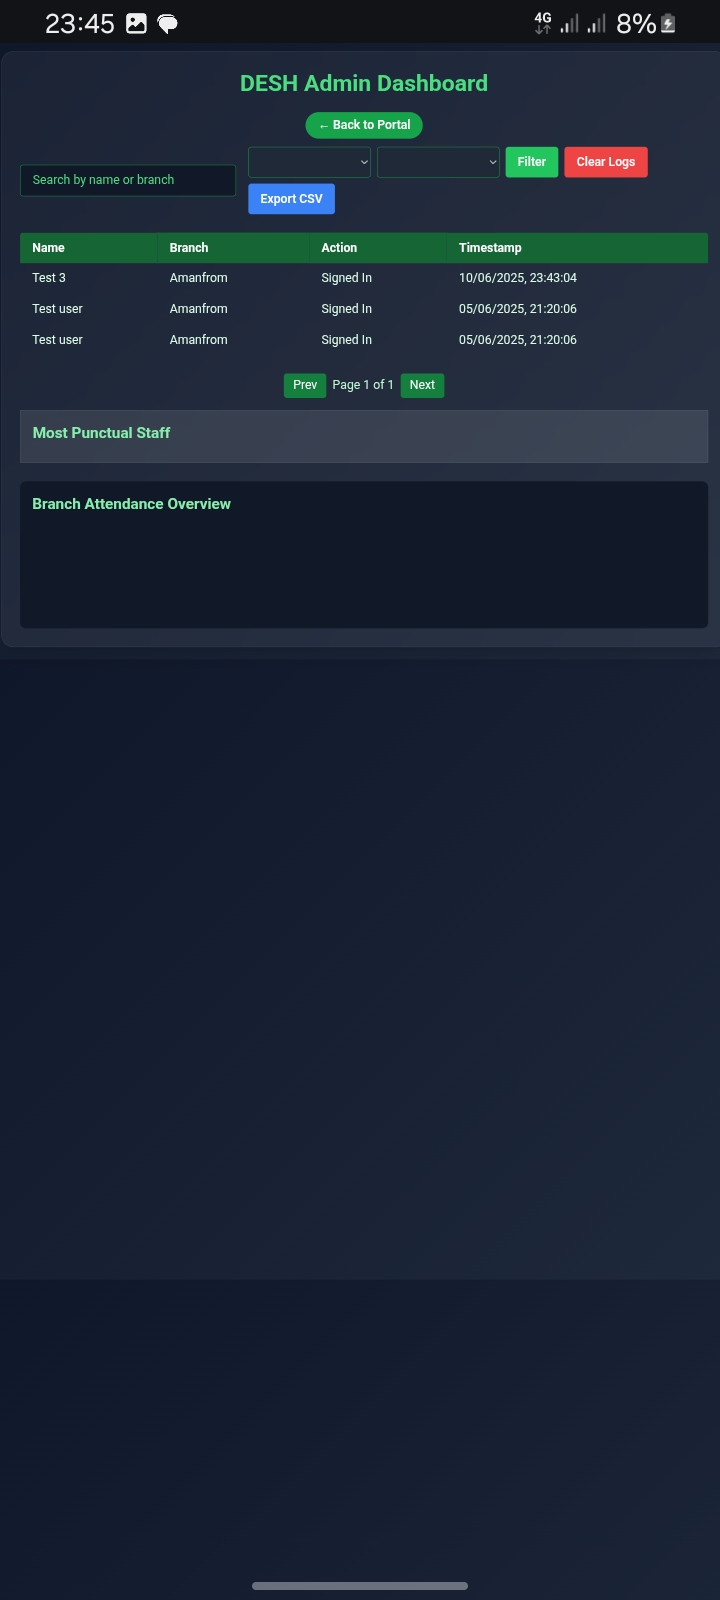 23:45 4G 8%
DESH Admin Dashboard
← Back to Portal
Search by name or branch
Filter Clear Logs
Export CSV
Name Branch Action Timestamp
Test 3 Amanfrom Signed In 10/06/2025, 23:43:04
Test user Amanfrom Signed In 05/06/2025, 21:20:06
Test user Amanfrom Signed In 05/06/2025, 21:20:06
Prev Page 1 of 1 Next
Most Punctual Staff
Branch Attendance Overview